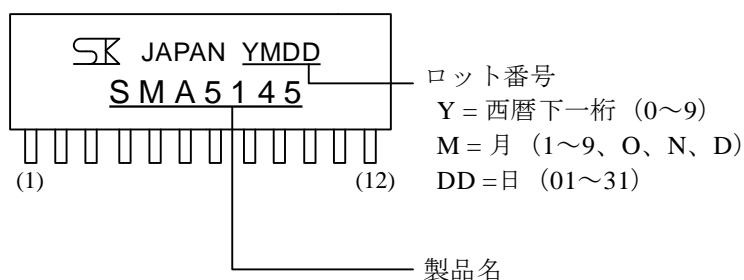 SK JAPAN YMDD
SMA5145
(1)
(12)
ロット番号
Y = 西暦下一桁（0～9）
M = 月（1～9、O、N、D）
DD =日（01～31）
製品名